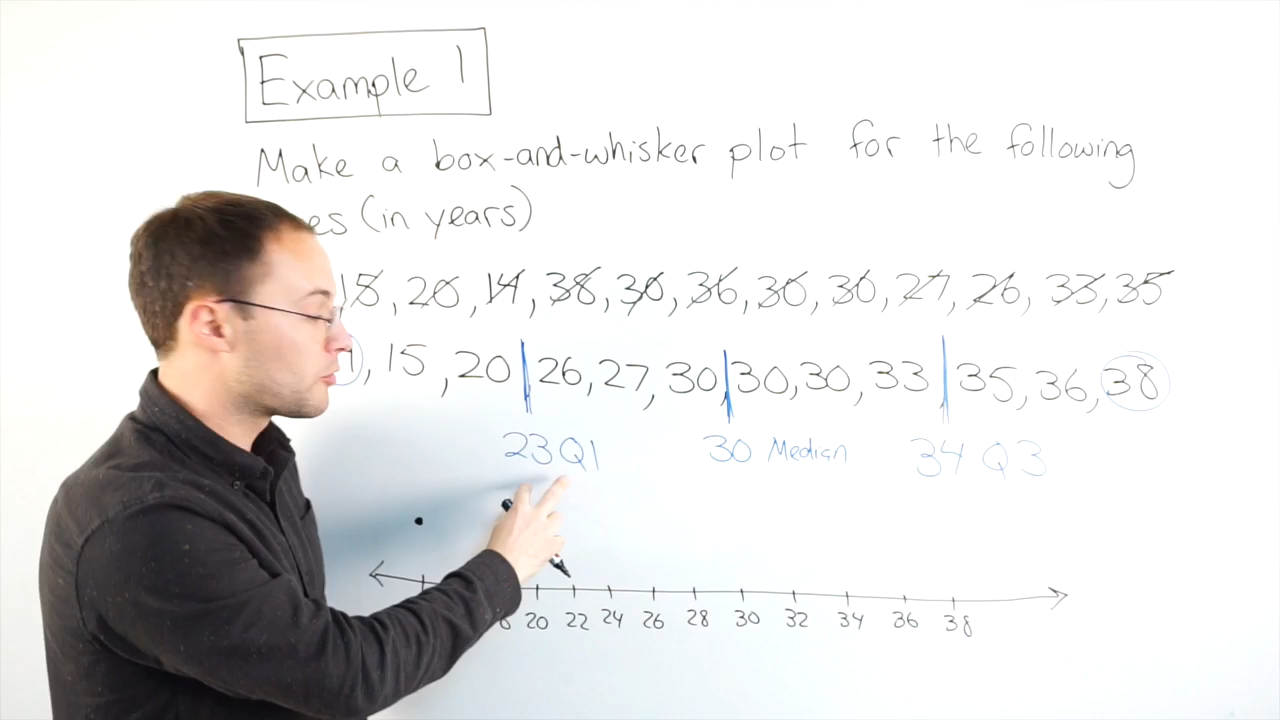 Example 1
Make a box-and-whisker plot for the following
(in years)
15, 20, 14, 38, 30, 36, 30, 30, 27, 26, 33, 35
15, 20 26, 27, 30 30, 30, 33 35, 36, 38
23 Q1 30 Median 34 Q3
20 22 24 26 28 30 32 34 36 38